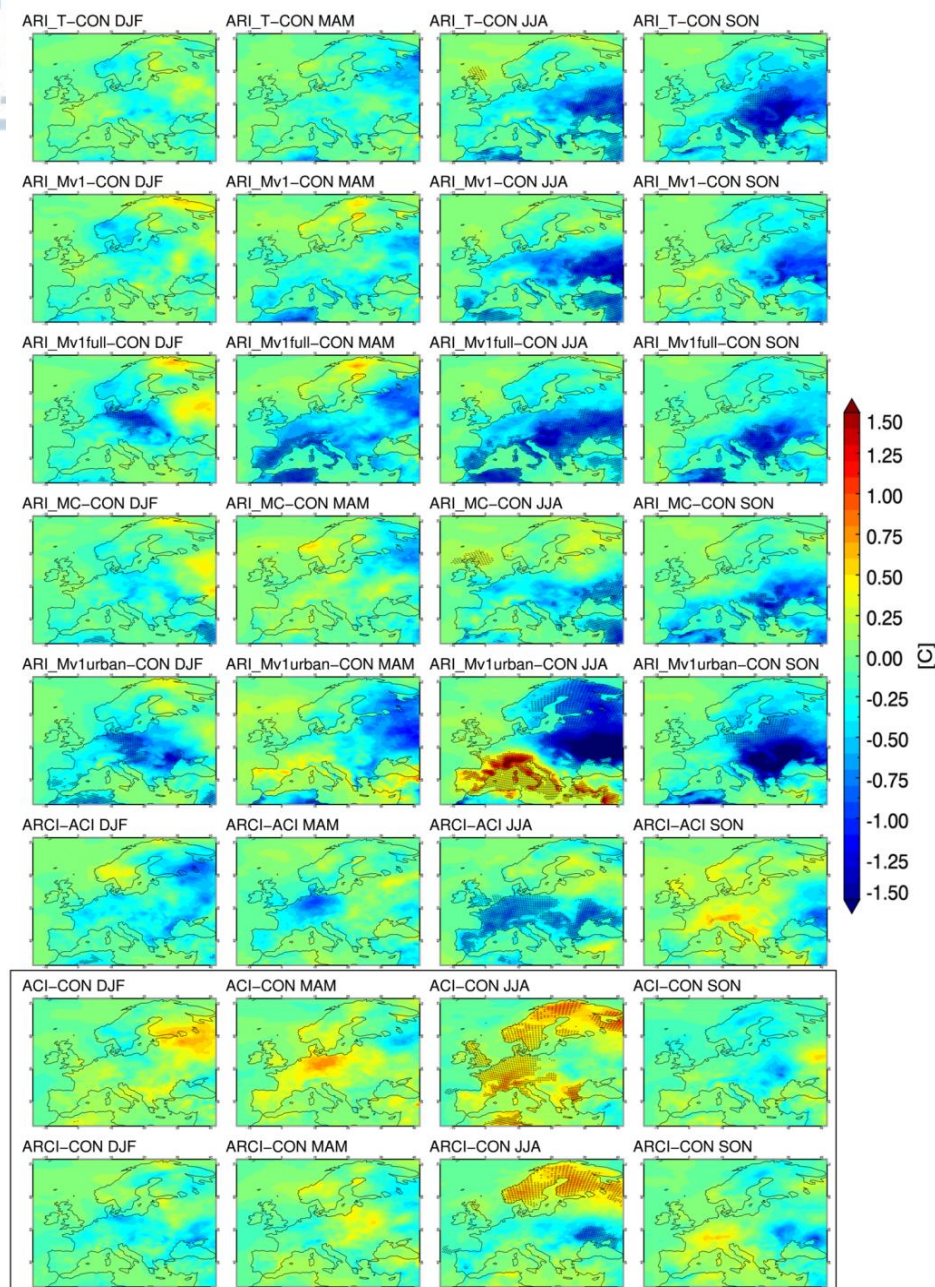 ARI_T-CON DJF ARI_T-CON MAM ARI_T-CON JJA ARI_T-CON SON
ARI_Mv1-CON DJF ARI_Mv1-CON MAM ARI_Mv1-CON JJA ARI_Mv1-CON SON
ARI_Mv1full-CON DJF ARI_Mv1full-CON MAM ARI_Mv1full-CON JJA ARI_Mv1full-CON SON
ARI_MC-CON DJF ARI_MC-CON MAM ARI_MC-CON JJA ARI_MC-CON SON
ARI_Mv1urban-CON DJF ARI_Mv1urban-CON MAM ARI_Mv1urban-CON JJA ARI_Mv1urban-CON SON
ARCI-ACI DJF ARCI-ACI MAM ARCI-ACI JJA ARCI-ACI SON
ACI-CON DJF ACI-CON MAM ACI-CON JJA ACI-CON SON
ARCI-CON DJF ARCI-CON MAM ARCI-CON JJA ARCI-CON SON
1.50
1.25
1.00
0.75
0.50
0.25
0.00
-0.25
-0.50
-0.75
-1.00
-1.25
-1.50
[C]